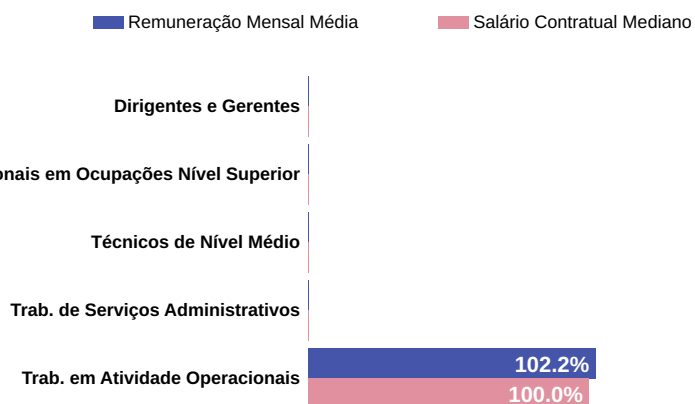 Remuneração Mensal Média Salário Contratual Mediano
Dirigentes e Gerentes
em Ocupações Nível Superior
Técnicos de Nível Médio
Trab. de Serviços Administrativos
Trab. em Atividade Operacionais
102.2%
100.0%